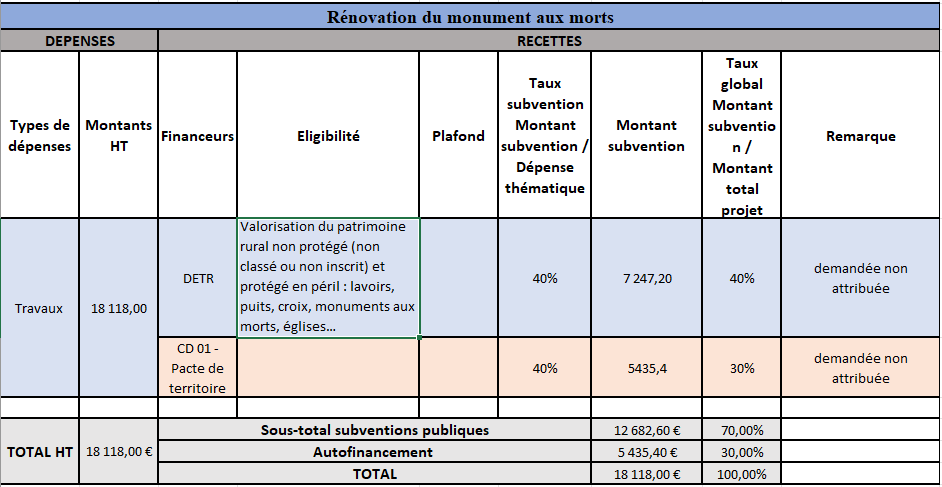 Rénovation du monument aux morts
DEPENSES
RECETTES
Types de
dépenses
Montants
HT
Financeurs
Eligibilité
Plafond
Taux
subvention
Montant
subvention /
Dépense
thématique
Montant
subvention
Taux
global
Montant
subventio
n /
Montant
total
projet
Remarque
Travaux
18 118,00
DETR
Valorisation du patrimoine
rural non protégé (non
classé ou non inscrit) et
protégé en péril : lavoirs,
puits, croix, monuments aux
morts, églises...
40%
7 247,20
40%
demandée non
attribuée
CD 01 -
Pacte de
territoire
40%
5435,4
30%
demandée non
attribuée
TOTAL HT
18 118,00 €
Sous-total subventions publiques
12 682,60 €
70,00%
Autofinancement
5 435,40 €
30,00%
TOTAL
18 118,00 €
100,00%